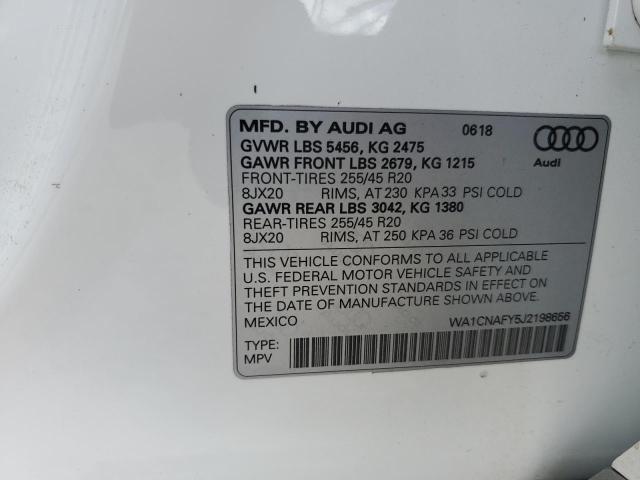 MFD. BY AUDI AG 0618
GVWR LBS 5456, KG 2475
GAWR FRONT LBS 2679, KG 1215
FRONT-TIRES 255/45 R20
8JX20 RIMS, AT 230 KPA 33 PSI COLD
GAWR REAR LBS 3042, KG 1380
REAR-TIRES 255/45 R20
8JX20 RIMS, AT 250 KPA 36 PSI COLD
Audi
THIS VEHICLE CONFORMS TO ALL APPLICABLE
U.S. FEDERAL MOTOR VEHICLE SAFETY AND
THEFT PREVENTION STANDARDS IN EFFECT ON
THE DATE OF MANUFACTURE SHOWN ABOVE.
MEXICO WA1CNAFY5J2198656
TYPE:
MPV